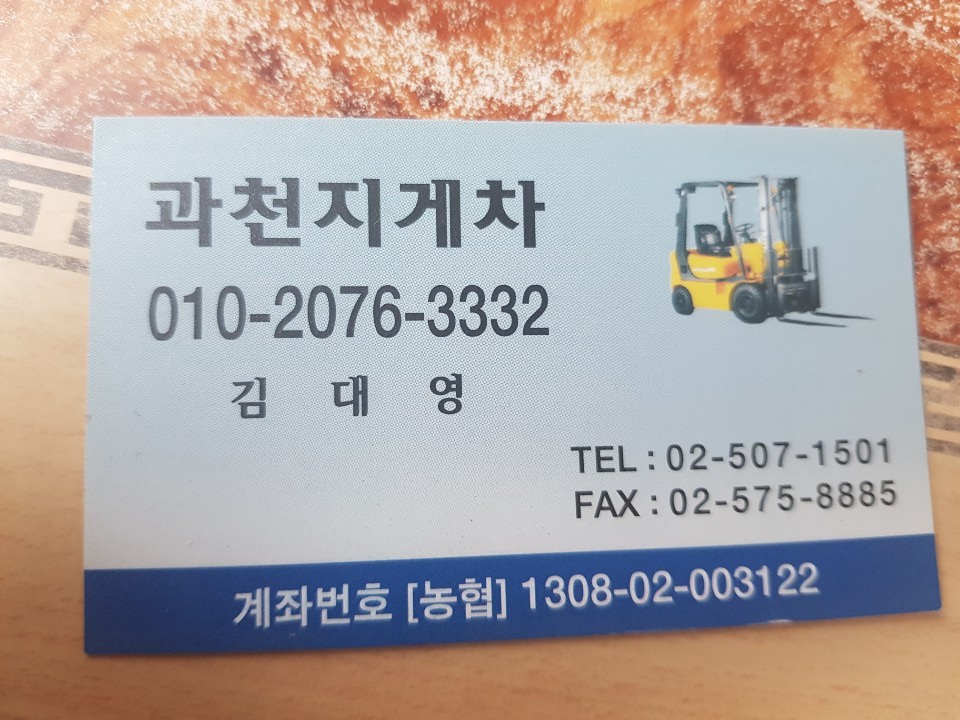 과천지게차
010-2076-3332
김 대 영
TEL : 02-507-1501
FAX : 02-575-8885
계좌번호 [농협] 1308-02-003122